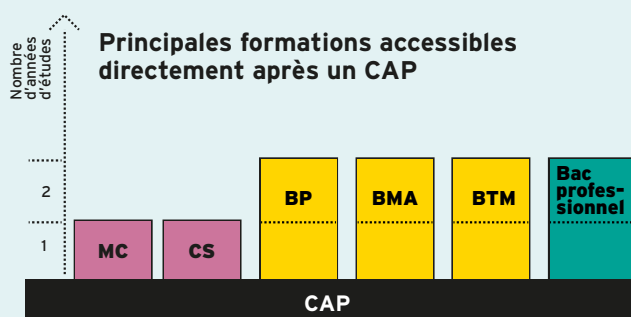 Nombre
d'années
d'études
Principales formations accessibles
directement après un CAP
2
1
MC
CS
BP
BMA
BTM
Bac
profes-
sionnel
CAP